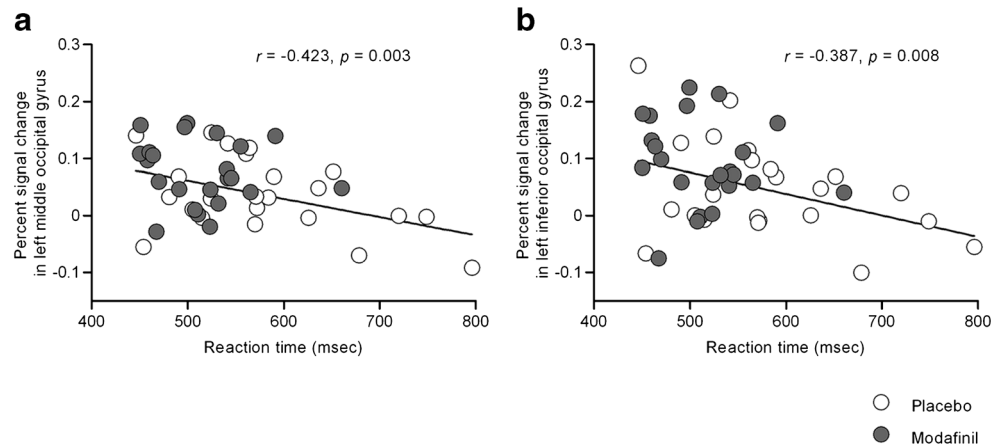 a
b
r = -0.423, p = 0.003
r = -0.387, p = 0.008
Percent signal change
in left middle occipital gyrus
0.3
0.2
0.1
0
-0.1
400
500
600
700
800
Reaction time (msec)
Percent signal change
in left inferior occipital gyrus
0.3
0.2
0.1
0
-0.1
400
500
600
700
800
Reaction time (msec)
Placebo
Modafinil